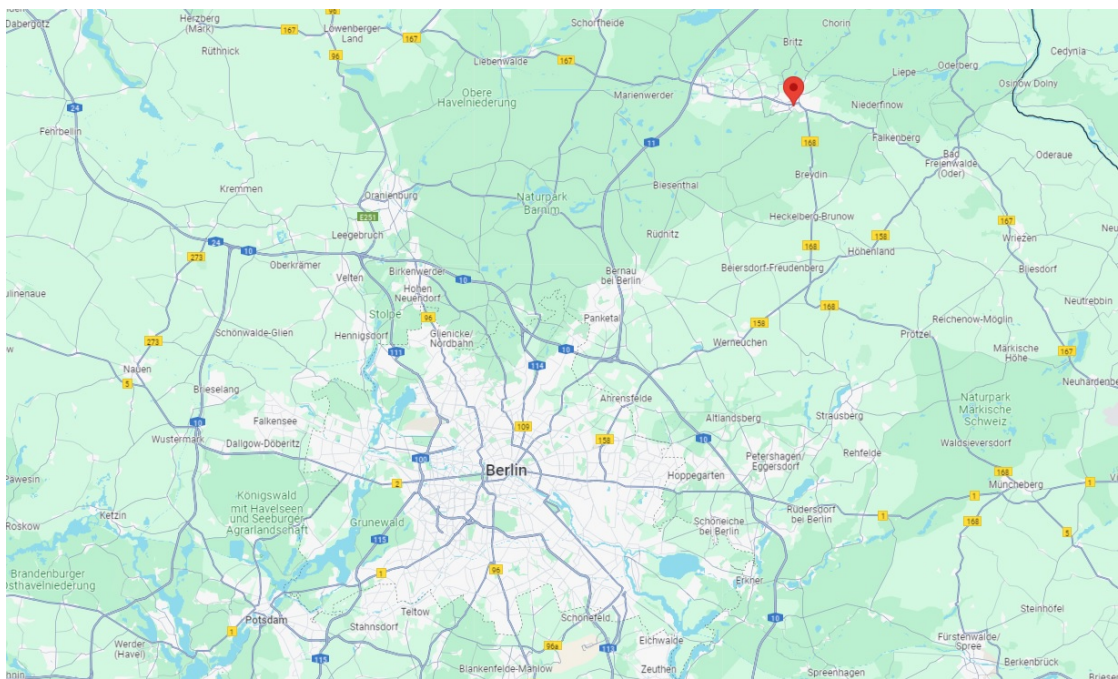 Dabergotz
Herzberg
(Mark)
167
96
Löwenberger
Land
167
Schorfheide
Chorin
Rüthnick
96
Liebenwalde
167
Britz
Cedynia
Liepe
Oderberg
Osinów Dolny
Obere
Havelniederung
Marienwerder
Niederfinow
24
Fehrbellin
11
168
Falkenberg
Bad
Freienwalde
(Oder)
Oderaue
Kremmen
Oranienburg
Naturpark
Barnim
Biesenthal
Breydin
E251
Leegebruch
Heckelberg-Brunow
167
Wriezen
24
10
273
Oberkrämer
Velten
Birkenwerder
10
Rüdnitz
158
168
Höhenland
Bernau
bei Berlin
Beiersdorf-Freudenberg
Bliesdorf
Hohen
Neuendorf
Stolpe
96
Panketal
168
Neutrebbin
Schönwalde-Glien
Hennigsdorf
Glienicke/
Nordbahn
158
Werneuchen
Prötzel
Reichenow-Möglin
273
Nauen
111
10
114
Märkische
Höhe
167
5
Brieselang
Ahrensfelde
Neuhardenberg
10
Falkensee
109
158
Altlandsberg
Strausberg
Naturpark
Märkische
Schweiz
Wustermark
Dallgow-Döberitz
100
10
Petershagen/
Eggersdorf
Rehfelde
Waldsieversdorf
2
Berlin
Hoppegarten
168
Müncheberg
1
1
Ketzin
Königswald
mit Havelseen
und Seeburger
Agrarlandschaft
Grunewald
115
Schöneiche
bei Berlin
Rüdersdorf
bei Berlin
1
168
5
Roskow
Brandenburger
Osthavelniederung
1
96
Erkner
Teltow
Potsdam
Stahnsdorf
Schönefeld
10
Steinhöfel
1
Werder
(Havel)
115
96a
113
Eichwalde
Fürstenwalde/
Spree
Blankenfelde-Mahlow
Zeuthen
Spreenhagen
Berkenbrück